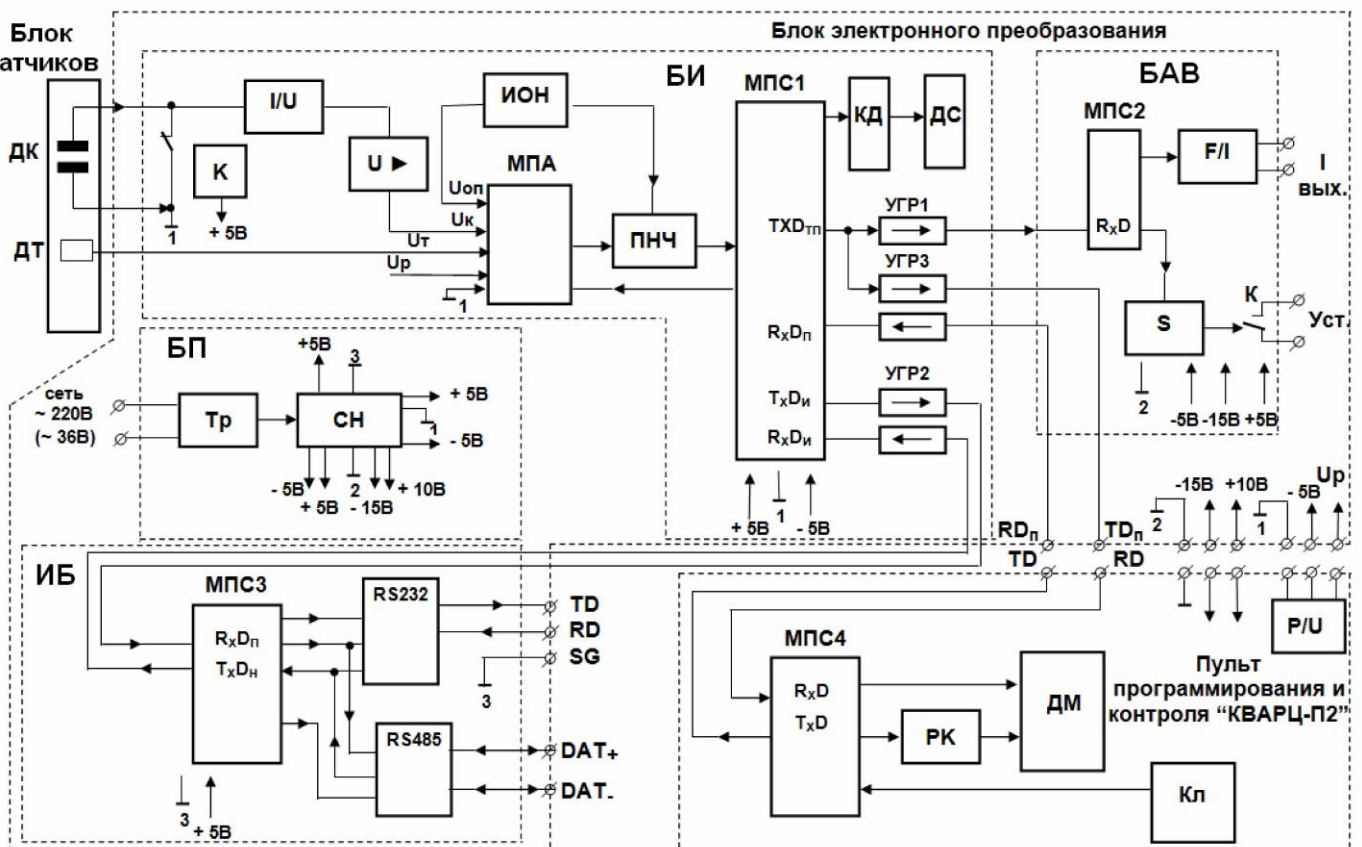 Блок электронного преобразования
Блок
атчиков
ДК
ДТ
БИ
I/U
K
+ 5В
1
U ►
ИОН
МПА
Uоп
Uк
Uт
Uр
1
ПНЧ
МПС1
TXDтп
RxDп
TxDи
RxDи
+ 5В
1
- 5В
КД
ДС
УГР1
УГР3
УГР2
БАВ
МПС2
RxD
F/I
I
вых.
S
К
Уст.
2
-5В
-15В
+5В
БП
сеть
~ 220В
(~ 36В)
Тр
СН
+5В
3
+ 5В
1
- 5В
- 5В
+ 5В
2
- 15В
+ 10В
ИБ
МПС3
RxDп
TxDн
3
+ 5В
RS232
RS485
TD
RD
SG
3
DAT+
DAT-
RDп
TDп
TD
RD
2
-15В
+10В
1
- 5В
Uр
P/U
Пульт
программирования и
контроля “КВАРЦ-П2”
МПС4
RxD
TxD
РК
ДМ
Кл